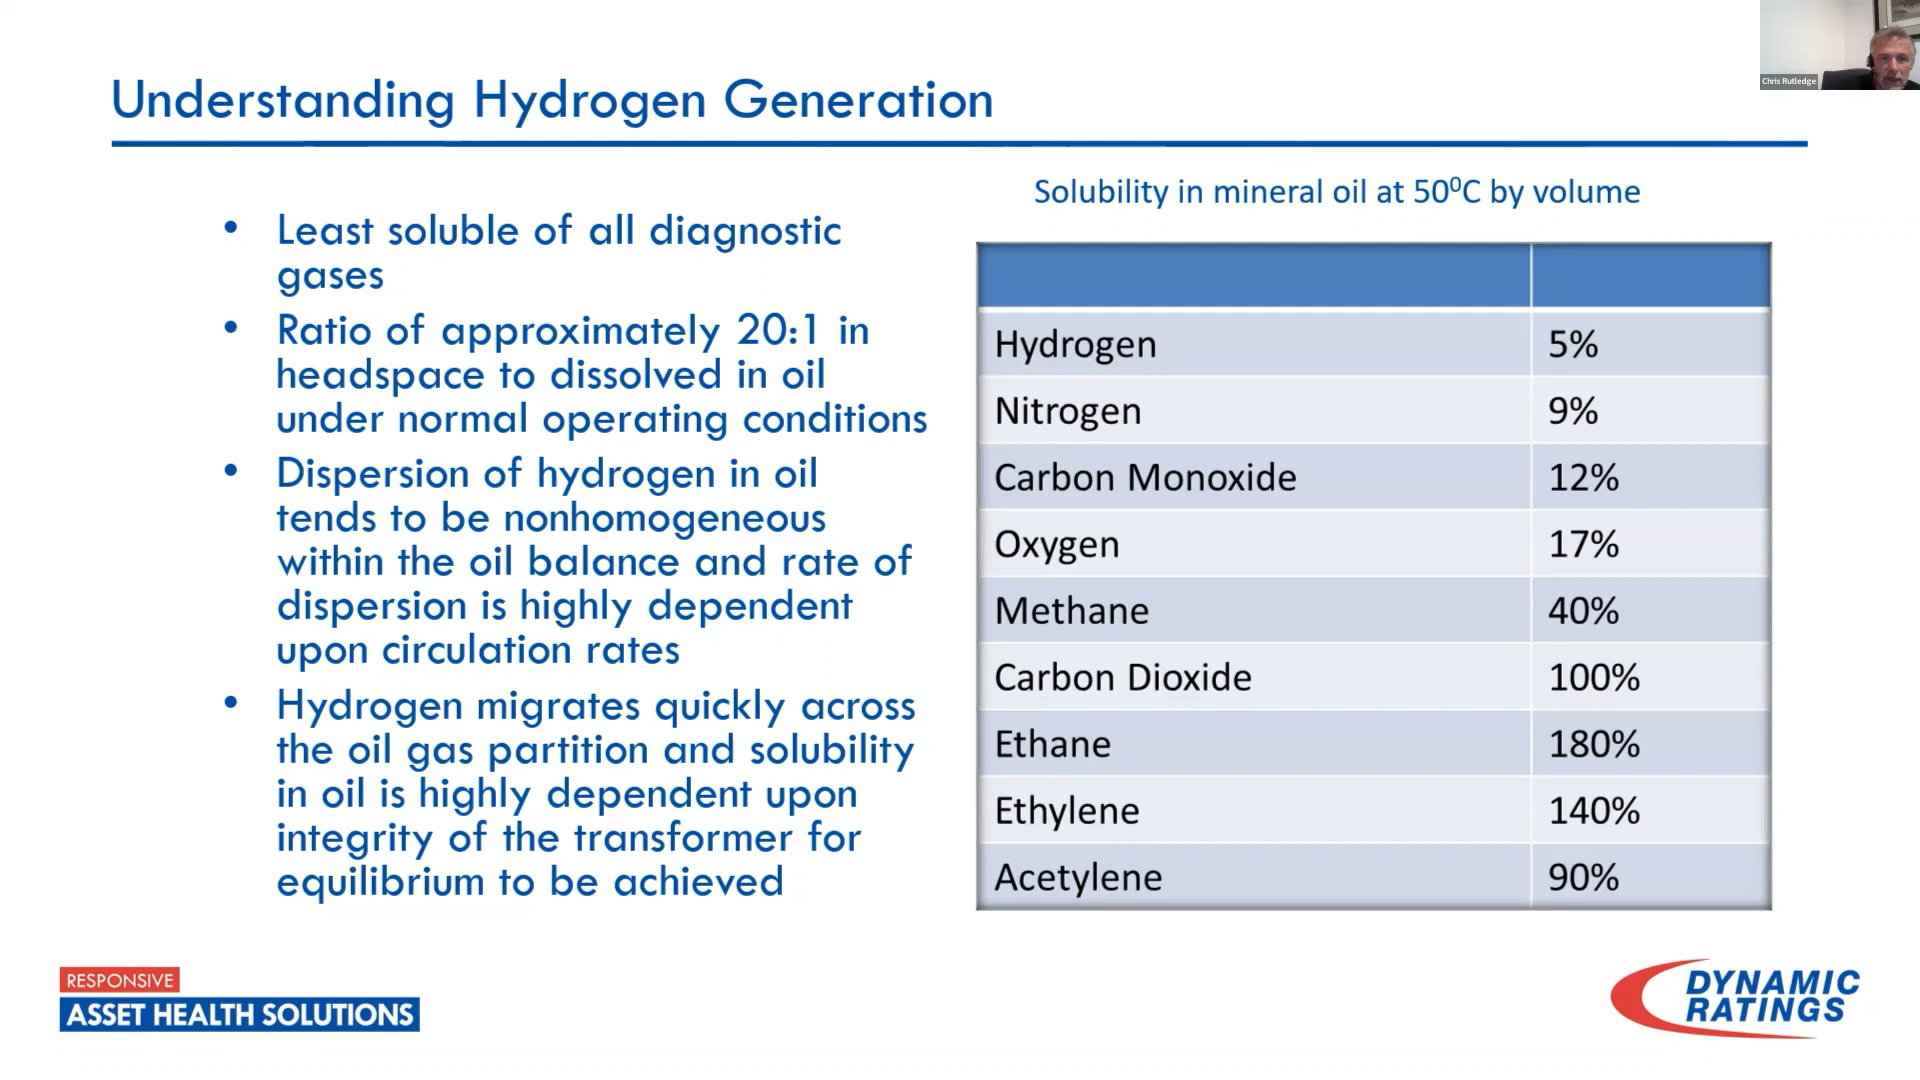 Chris Rutledge
Understanding Hydrogen Generation
• Least soluble of all diagnostic
gases
• Ratio of approximately 20:1 in
headspace to dissolved in oil
under normal operating conditions
• Dispersion of hydrogen in oil
tends to be nonhomogeneous
within the oil balance and rate of
dispersion is highly dependent
upon circulation rates
• Hydrogen migrates quickly across
the oil gas partition and solubility
in oil is highly dependent upon
integrity of the transformer for
equilibrium to be achieved
Solubility in mineral oil at 50⁰C by volume
Hydrogen 5%
Nitrogen 9%
Carbon Monoxide 12%
Oxygen 17%
Methane 40%
Carbon Dioxide 100%
Ethane 180%
Ethylene 140%
Acetylene 90%
RESPONSIVE
ASSET HEALTH SOLUTIONS
DYNAMIC
RATINGS